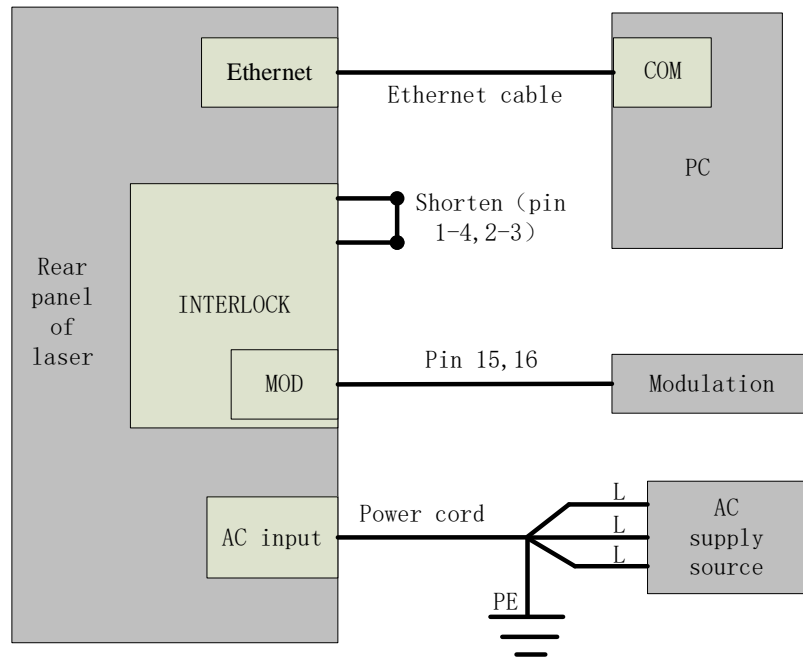 Ethernet
COM
Ethernet cable
PC
Shorten（pin
1-4,2-3）
Rear
panel
of
laser
INTERLOCK
Pin 15,16
MOD
Modulation
L
AC
Power cord
L
AC input
supply
L
source
PE